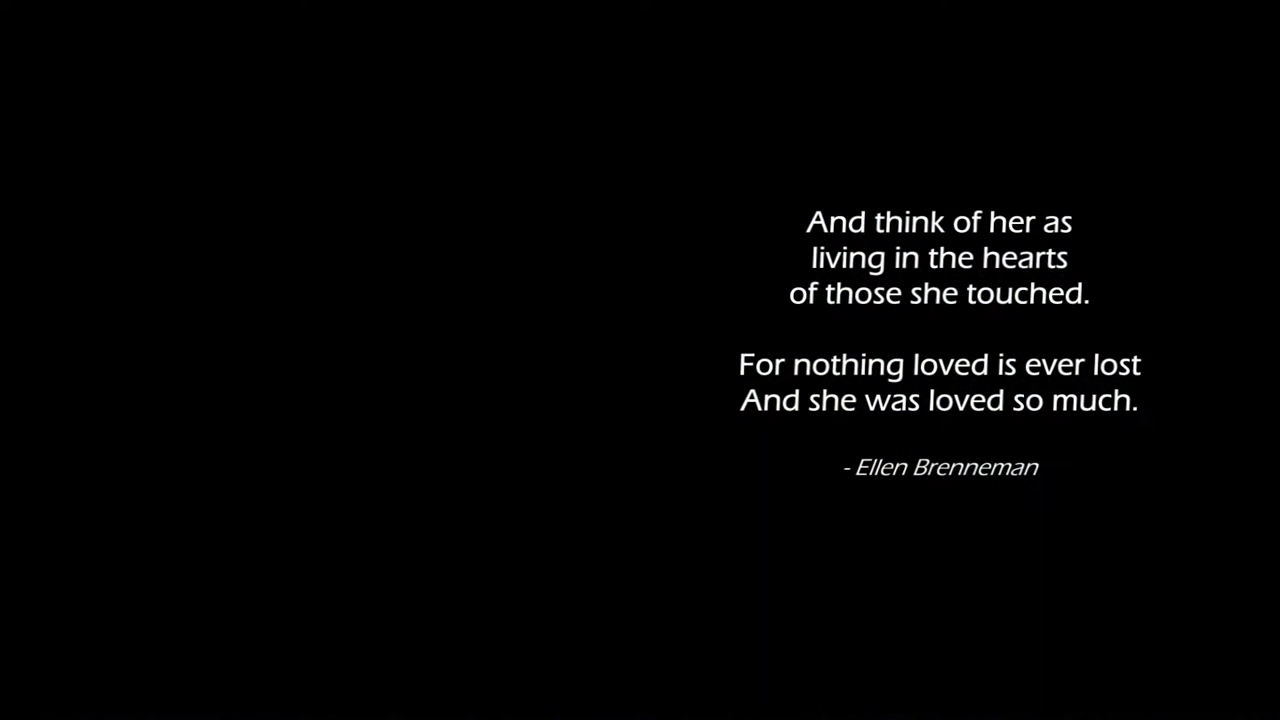 And think of her as
living in the hearts
of those she touched.
For nothing loved is ever lost
And she was loved so much.
- Ellen Brenneman